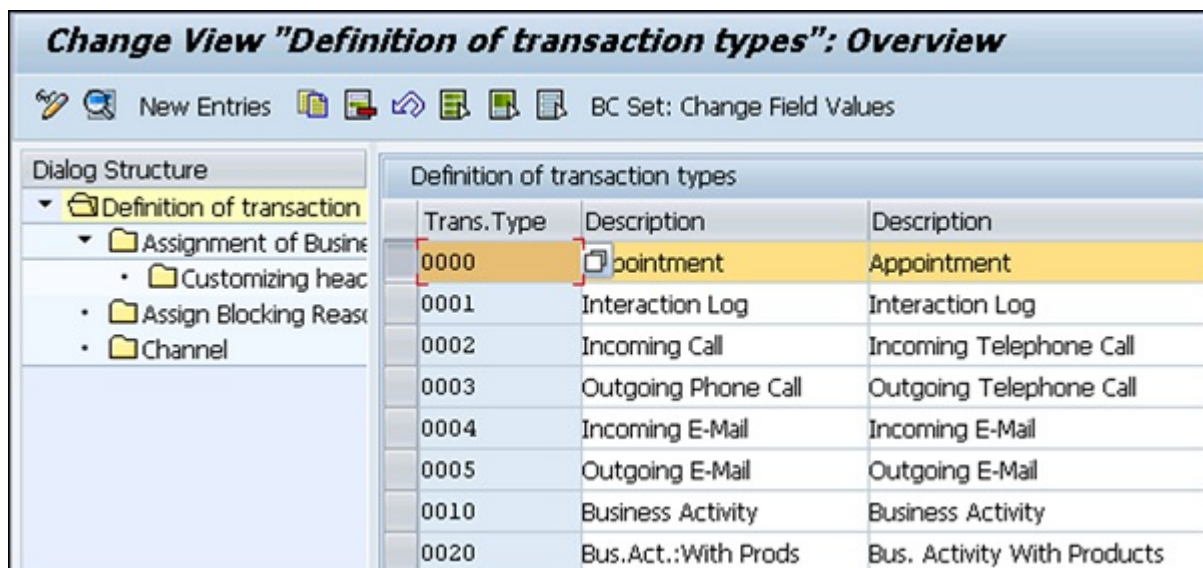 Change View "Definition of transaction types": Overview
New Entries BC Set: Change Field Values
Dialog Structure
Definition of transaction
Assignment of Busine
Customizing head
Assign Blocking Reaso
Channel
Definition of transaction types
Trans.Type Description Description
0000 pointment Appointment
0001 Interaction Log Interaction Log
0002 Incoming Call Incoming Telephone Call
0003 Outgoing Phone Call Outgoing Telephone Call
0004 Incoming E-Mail Incoming E-Mail
0005 Outgoing E-Mail Outgoing E-Mail
0010 Business Activity Business Activity
0020 Bus.Act.:With Prods Bus. Activity With Products